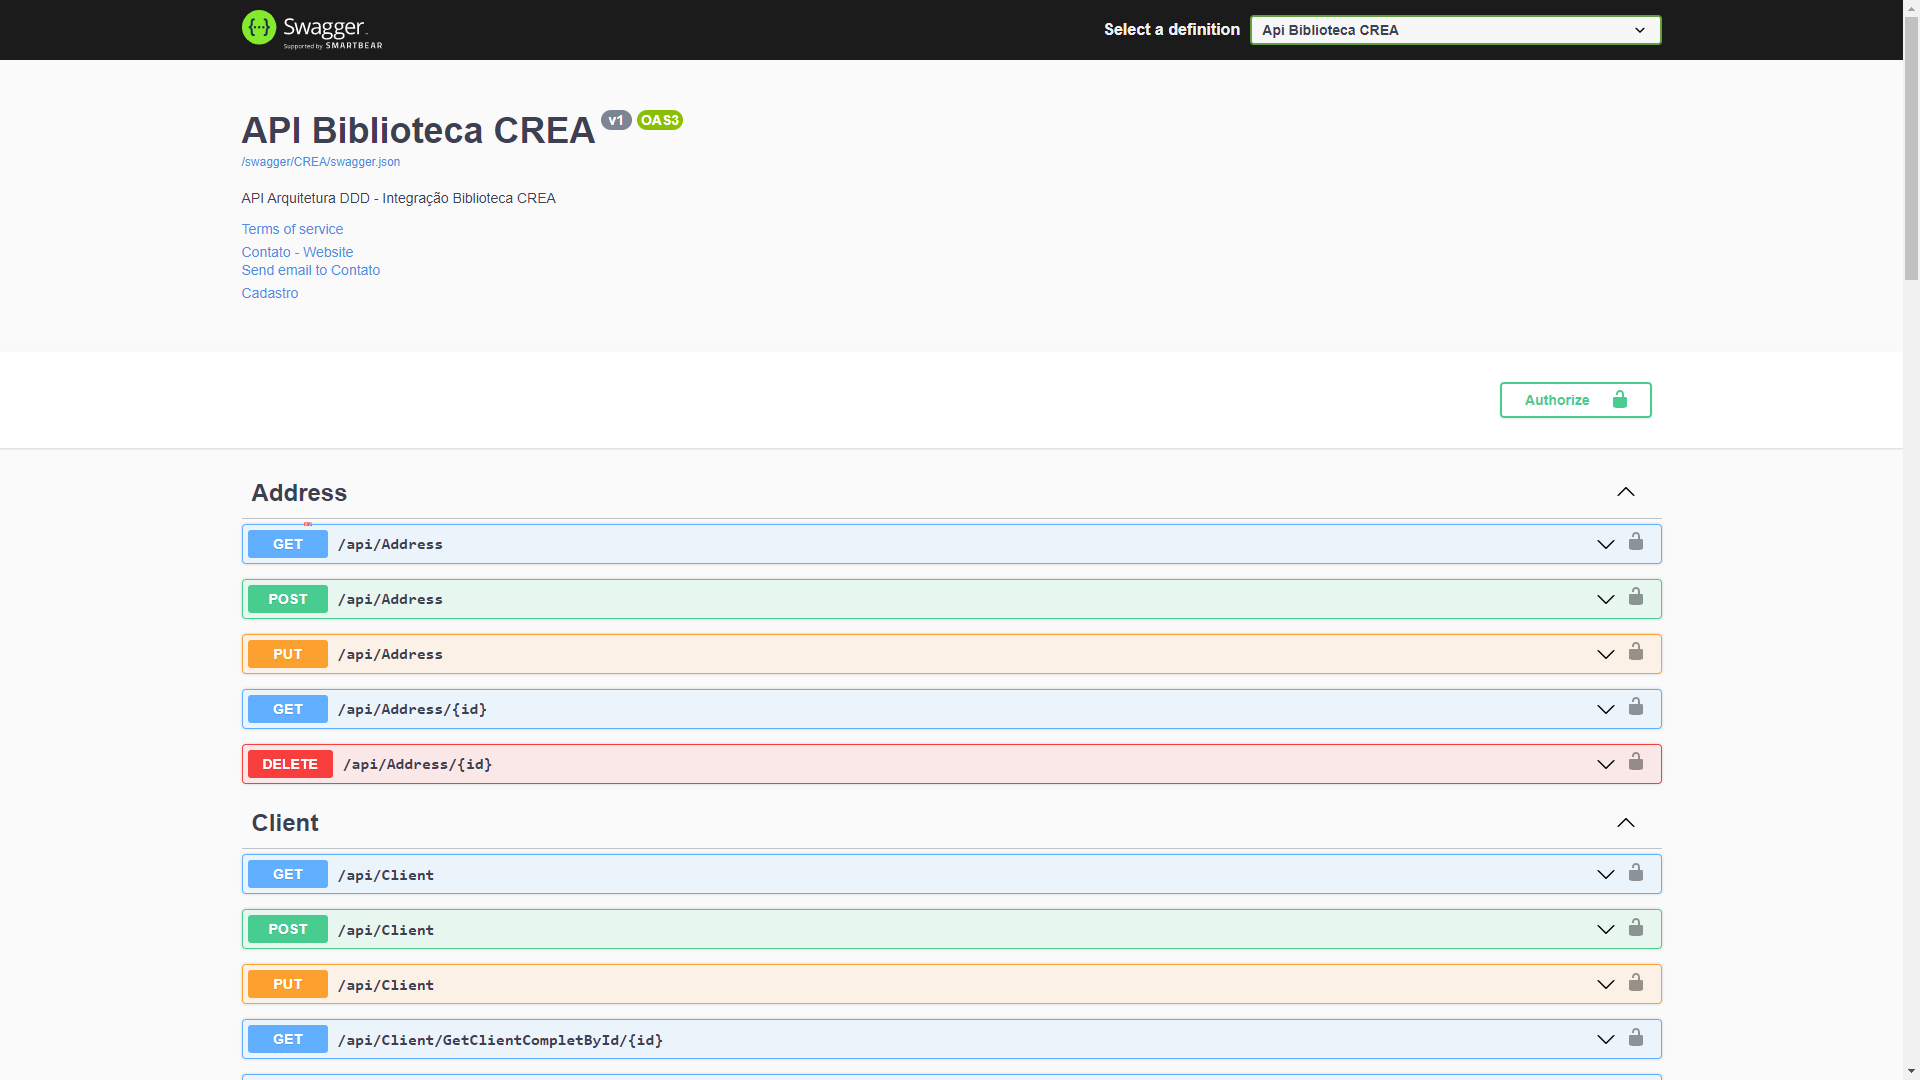 Swagger
Supported by SMARTBEAR
Select a definition
Api Biblioteca CREA
API Biblioteca CREA v1 OAS3
/swagger/CREA/swagger.json
API Arquitetura DDD - Integração Biblioteca CREA
Terms of service
Contato - Website
Send email to Contato
Cadastro
Authorize
Address
GET /api/Address
POST /api/Address
PUT /api/Address
GET /api/Address/{id}
DELETE /api/Address/{id}
Client
GET /api/Client
POST /api/Client
PUT /api/Client
GET /api/Client/GetClientCompletById/{id}